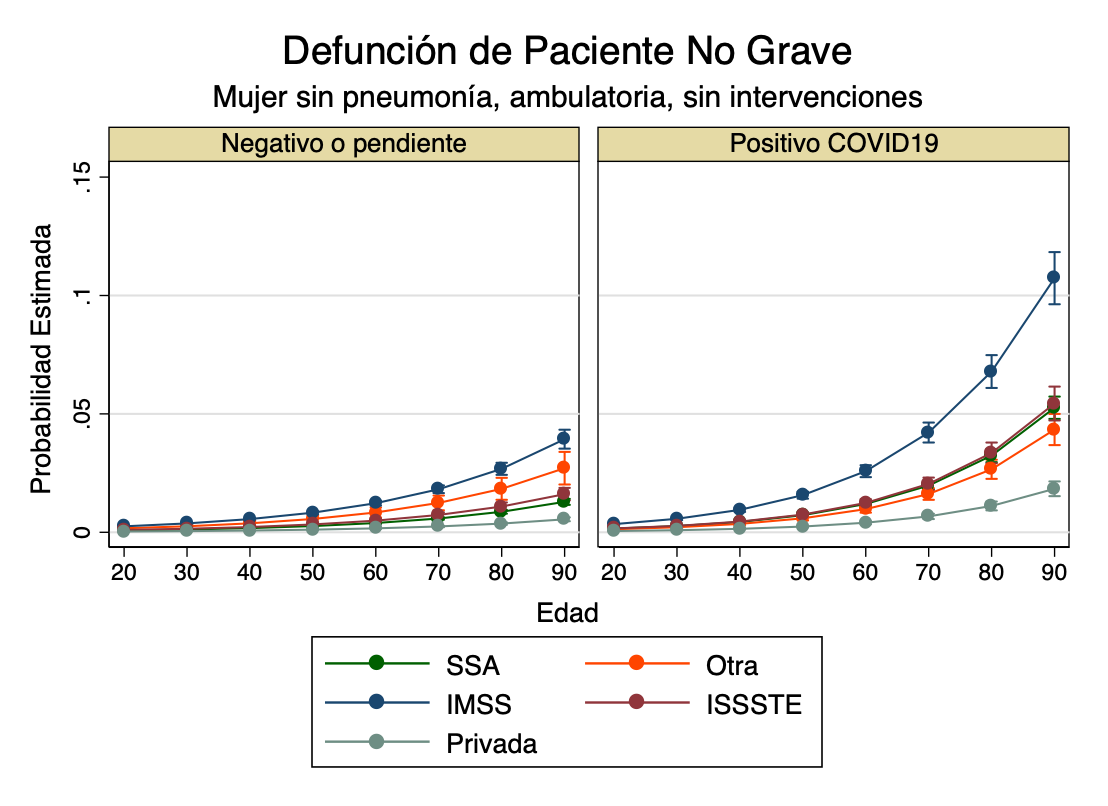 Defunción de Paciente No Grave
Mujer sin pneumonía, ambulatoria, sin intervenciones
Negativo o pendiente
Positivo COVID19
Probabilidad Estimada
.15
.1
.05
0
20 30 40 50 60 70 80 90
20 30 40 50 60 70 80 90
Edad
SSA Otra
IMSS ISSSTE
Privada